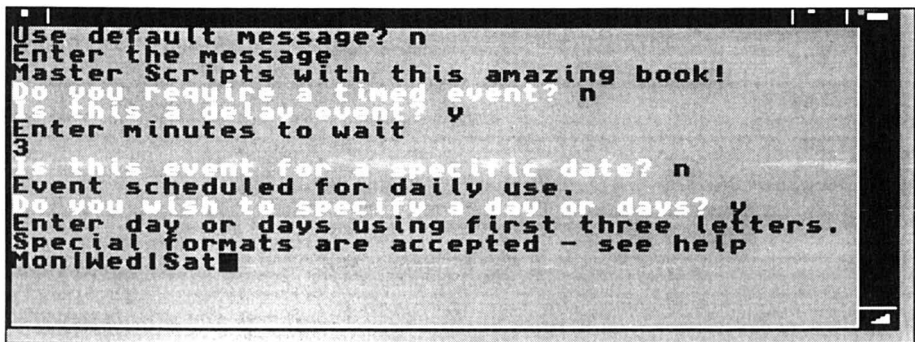 Use default message? n
Enter the message
Master Scripts with this amazing book!
Do you require a timed event? n
Is this a delay event? y
Enter minutes to wait
3
Is this event for a specific date? n
Event scheduled for daily use.
Do you wish to specify a day or days? y
Enter day or days using first three letters.
Special formats are accepted - see help
Mon|Wed|Sat